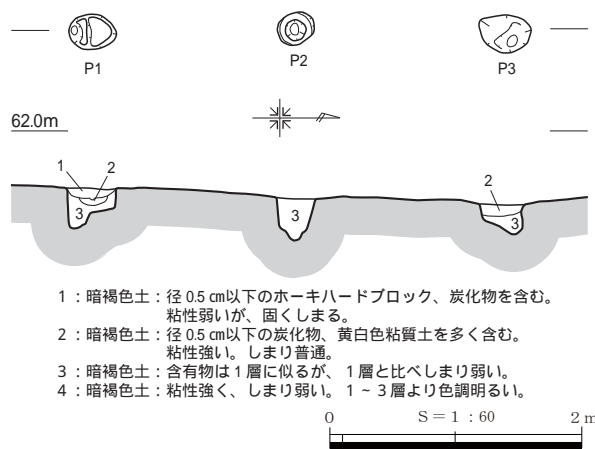 P1 P2 P3
62.0m
1 2 2
3 3 3
1：暗褐色土：径 0.5 ㎝以下のホーキハードブロック、炭化物を含む。
粘性弱いが、固くしまる。
2：暗褐色土：径 0.5 ㎝以下の炭化物、黄白色粘質土を多く含む。
粘性強い。しまり普通。
3：暗褐色土：含有物は１層に似るが、１層と比べしまり弱い。
4：暗褐色土：粘性強く、しまり弱い。１~３層より色調明るい。
0 S＝1：60 2 m